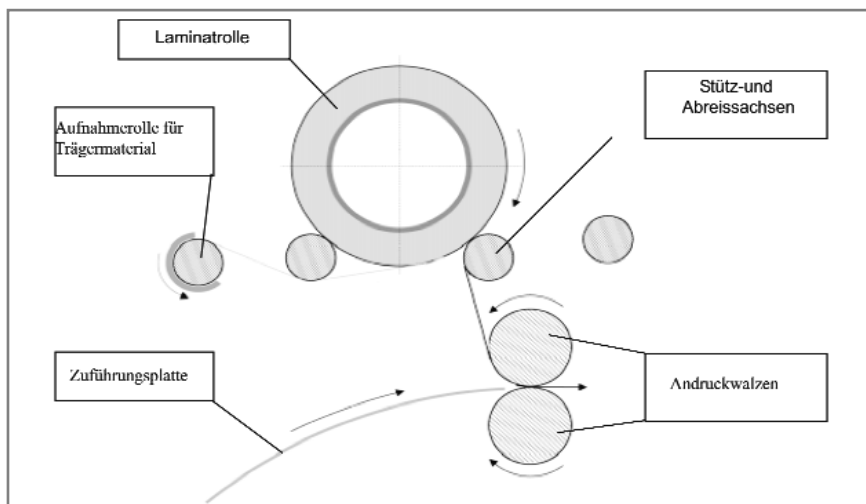 Laminatrolle
Stütz-und
Abreissachsen
Aufnahmerolle für
Trägermaterial
Zuführungsplatte
Andruckwalzen